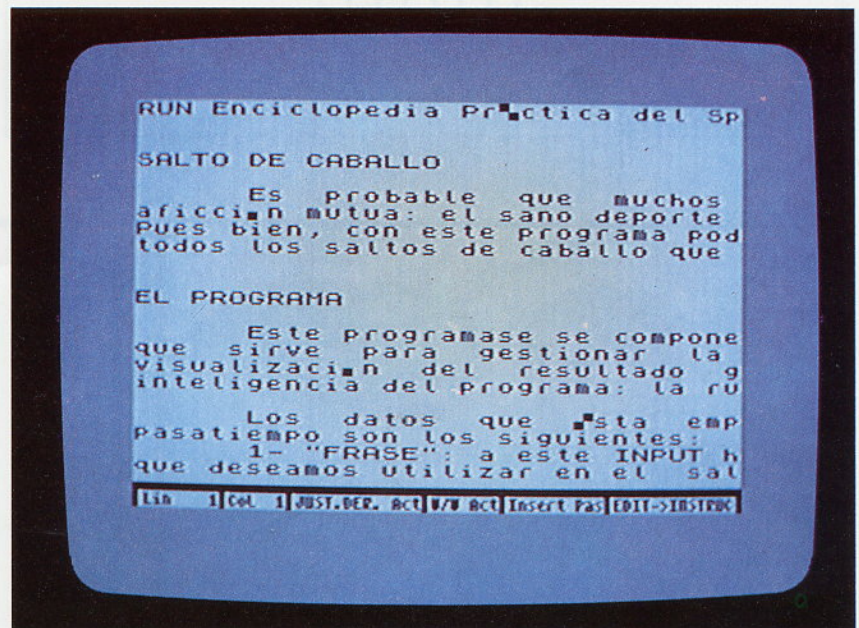 RUN Enciclopedia Pr▚ctica del Sp
SALTO DE CABALLO
Es probable que muchos
aficci▄n mutua: el sano deporte
Pues bien, con este programa pod
todos los saltos de caballo que
EL PROGRAMA
Este programase se compone
que sirve para gestionar la
visualizaci▄n del resultado g
inteligencia del programa: la ru
Los datos que ▞sta emp
pasatiempo son los siguientes:
1- "FRASE": a este INPUT h
que deseamos utilizar en el sal
Lin 1 Col 1 JUST.DER. Act W/W Act Insert Pas EDIT->INSTRUC